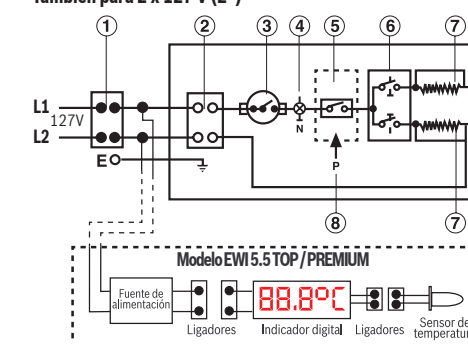 También para 2 x 127 V (2~)
1 2 3 4 5 6 7
L1
127V
L2
E
N
P
8 7
Modelo EWI 5.5 TOP / PREMIUM
Fuente de
alimentación
88.8°C
Ligadores Indicador digital Ligadores
Sensor de
temperatura